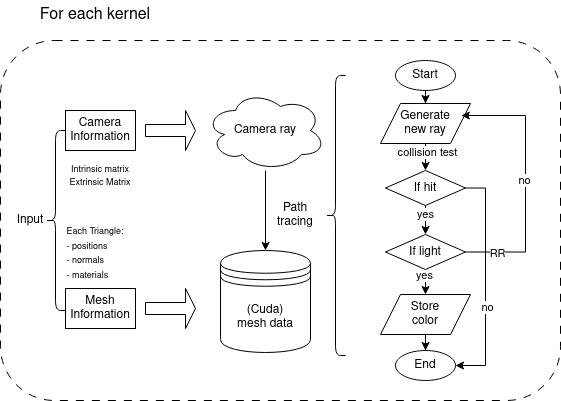 For each kernel
Input
Camera
Information
Intrinsic matrix
Extrinsic Matrix
Each Triangle:
- positions
- normals
- materials
Mesh
Information
Camera ray
Path
tracing
(Cuda)
mesh data
Start
Generate
new ray
collision test
If hit
yes
no
If light
RR
yes
no
Store
color
End